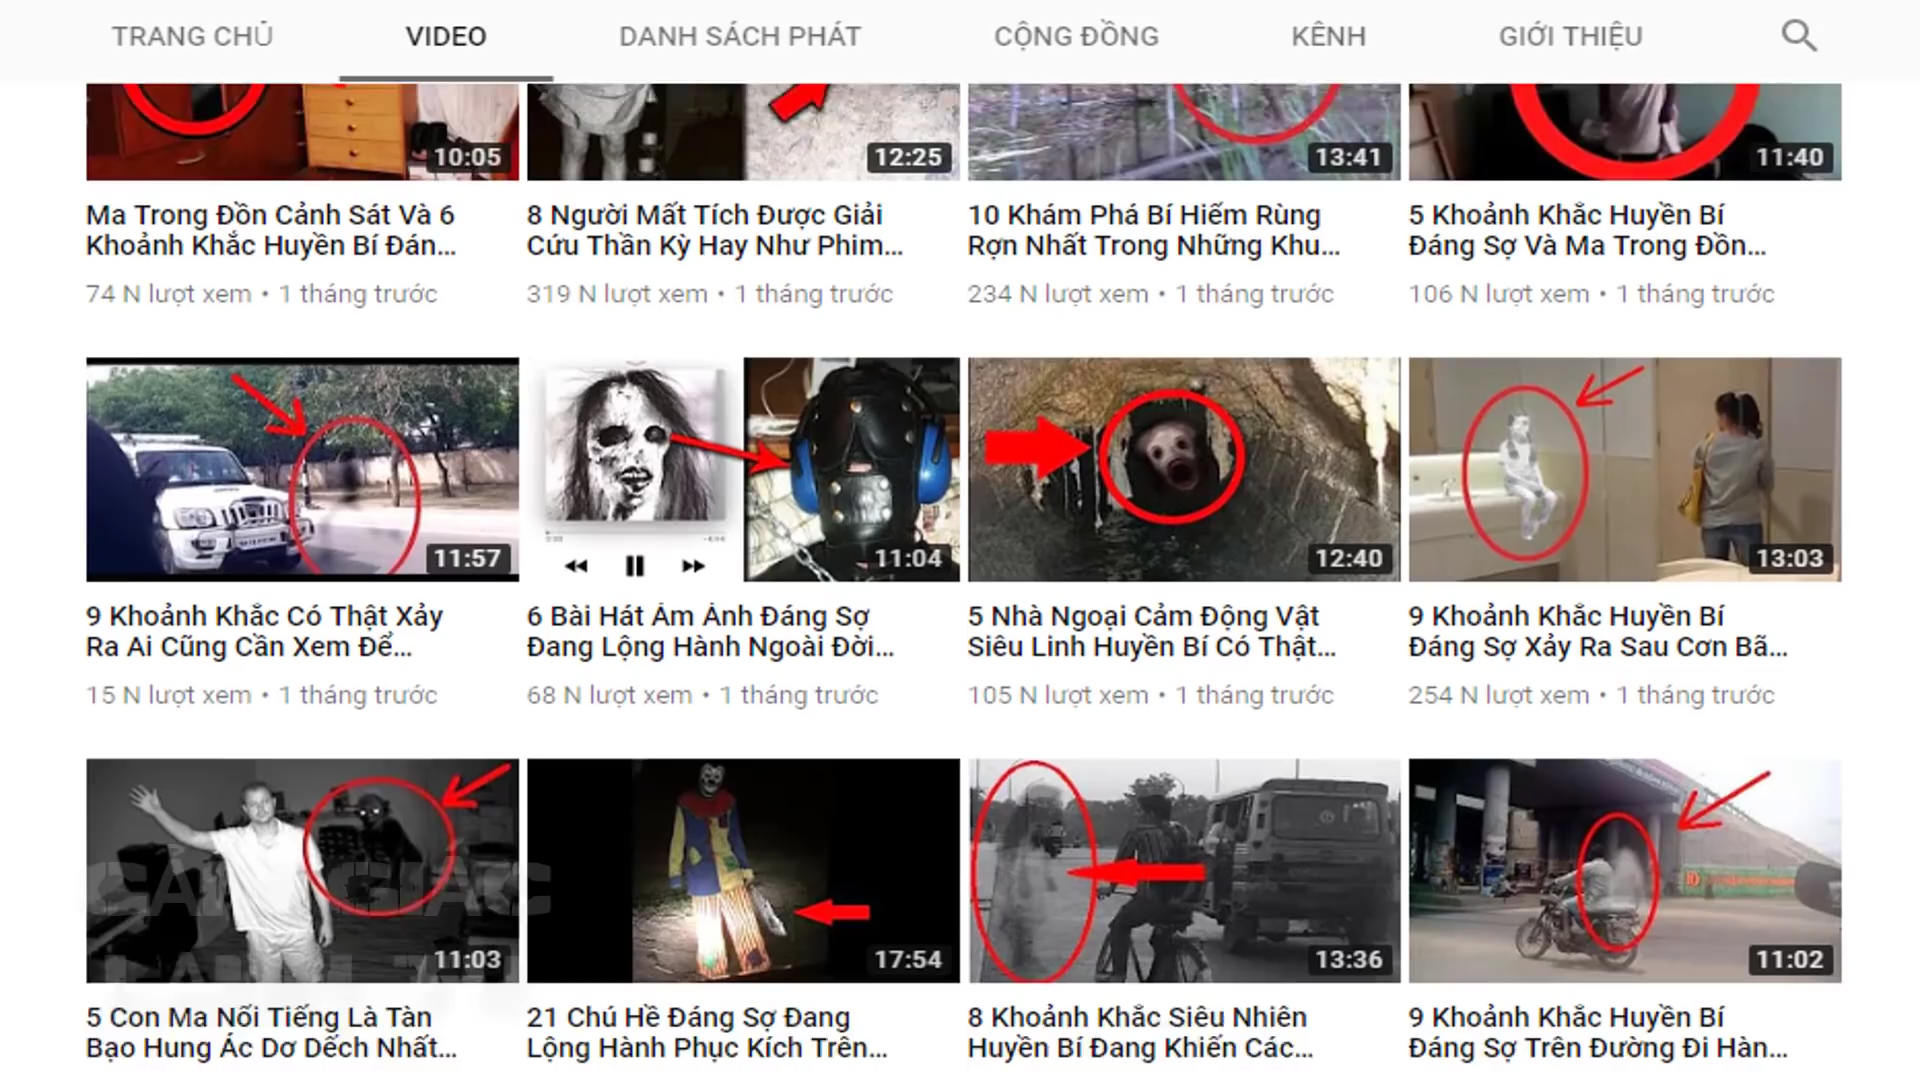 TRANG CHỦ VIDEO DANH SÁCH PHÁT CỘNG ĐỒNG KÊNH GIỚI THIỆU
10:05 12:25 13:41 11:40
Ma Trong Đồn Cảnh Sát Và 6
Khoảnh Khắc Huyền Bí Đán...
74 N lượt xem • 1 tháng trước
8 Người Mất Tích Được Giải
Cứu Thần Kỳ Hay Như Phim...
319 N lượt xem • 1 tháng trước
10 Khám Phá Bí Hiểm Rùng
Rợn Nhất Trong Những Khu...
234 N lượt xem • 1 tháng trước
5 Khoảnh Khắc Huyền Bí
Đáng Sợ Và Ma Trong Đồn...
106 N lượt xem • 1 tháng trước
11:57 11:04 12:40 13:03
9 Khoảnh Khắc Có Thật Xảy
Ra Ai Cũng Cần Xem Để...
15 N lượt xem • 1 tháng trước
6 Bài Hát Ám Ảnh Đáng Sợ
Đang Lộng Hành Ngoài Đời...
68 N lượt xem • 1 tháng trước
5 Nhà Ngoại Cảm Động Vật
Siêu Linh Huyền Bí Có Thật...
105 N lượt xem • 1 tháng trước
9 Khoảnh Khắc Huyền Bí
Đáng Sợ Xảy Ra Sau Cơn Bã...
254 N lượt xem • 1 tháng trước
11:03 17:54 13:36 11:02
5 Con Ma Nổi Tiếng Là Tàn
Bạo Hung Ác Dơ Dếch Nhất...
21 Chú Hề Đáng Sợ Đang
Lộng Hành Phục Kích Trên...
8 Khoảnh Khắc Siêu Nhiên
Huyền Bí Đang Khiến Các...
9 Khoảnh Khắc Huyền Bí
Đáng Sợ Trên Đường Đi Hàn...